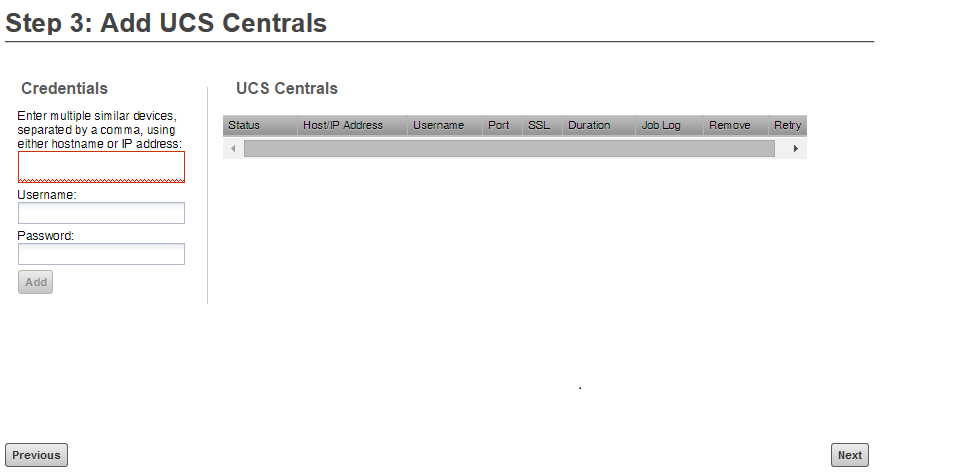 Step 3: Add UCS Centrals
Credentials
Enter multiple similar devices,
separated by a comma, using
either hostname or IP address:
Username:
Password:
Add
UCS Centrals
Status Host/IP Address Username Port SSL Duration Job Log Remove Retry
.
Previous Next